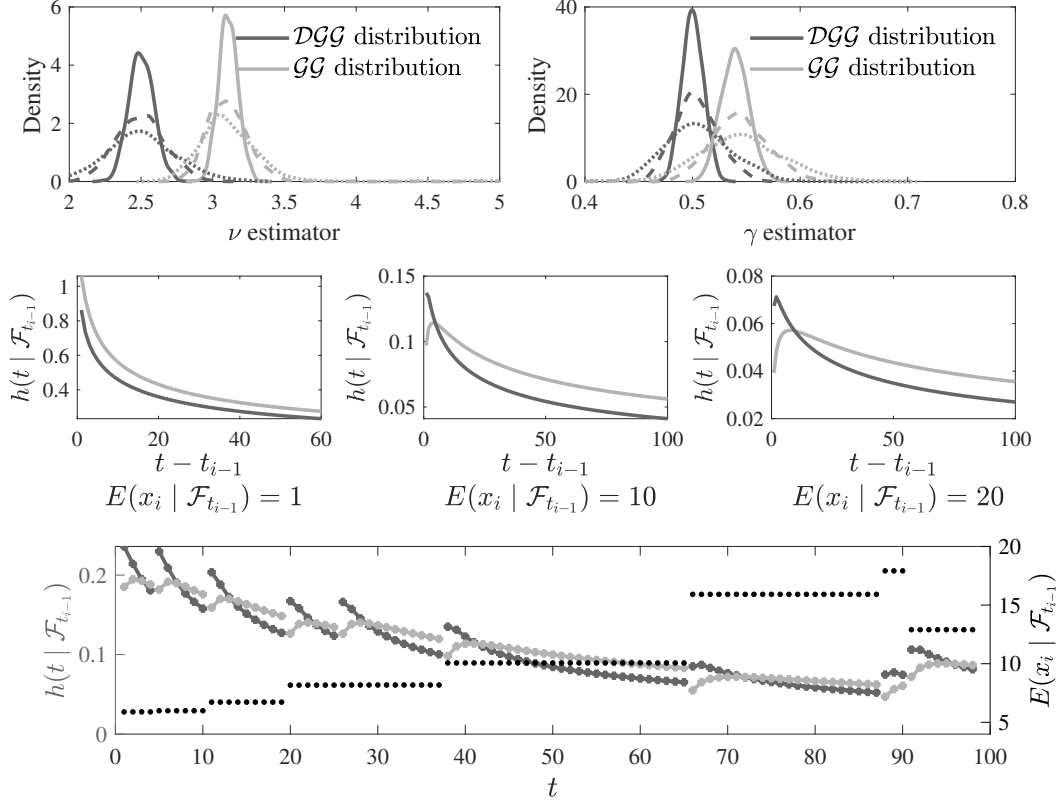 6
4
2
0
Density
𝒟𝒢𝒢 distribution
𝒢𝒢 distribution
2 2.5 3 3.5 4 4.5 5
ν estimator
40
20
0
Density
𝒟𝒢𝒢 distribution
𝒢𝒢 distribution
0.4 0.5 0.6 0.7 0.8
γ estimator
1
0.8
0.6
0.4
h(t | ℱ_{t_{i−1}})
0 20 40 60
t − t_{i−1}
E(x_i | ℱ_{t_{i−1}}) = 1
0.15
0.1
0.05
h(t | ℱ_{t_{i−1}})
0 50 100
t − t_{i−1}
E(x_i | ℱ_{t_{i−1}}) = 10
0.08
0.06
0.04
0.02
h(t | ℱ_{t_{i−1}})
0 50 100
t − t_{i−1}
E(x_i | ℱ_{t_{i−1}}) = 20
0.2
0.1
0
h(t | ℱ_{t_{i−1}})
20
15
10
5
E(x_i | ℱ_{t_{i−1}})
0 10 20 30 40 50 60 70 80 90 100
t